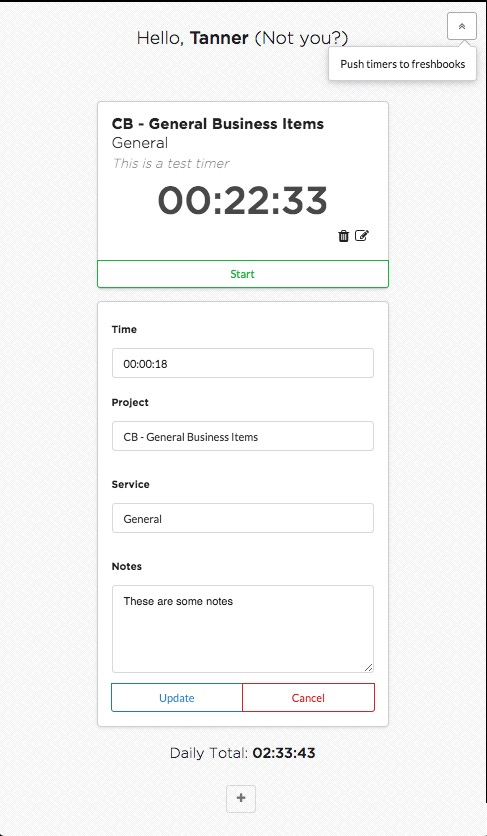 Hello, Tanner (Not you?)
Push timers to freshbooks
CB - General Business Items
General
This is a test timer
00:22:33
Start
Time
00:00:18
Project
CB - General Business Items
Service
General
Notes
These are some notes
Update
Cancel
Daily Total: 02:33:43
+